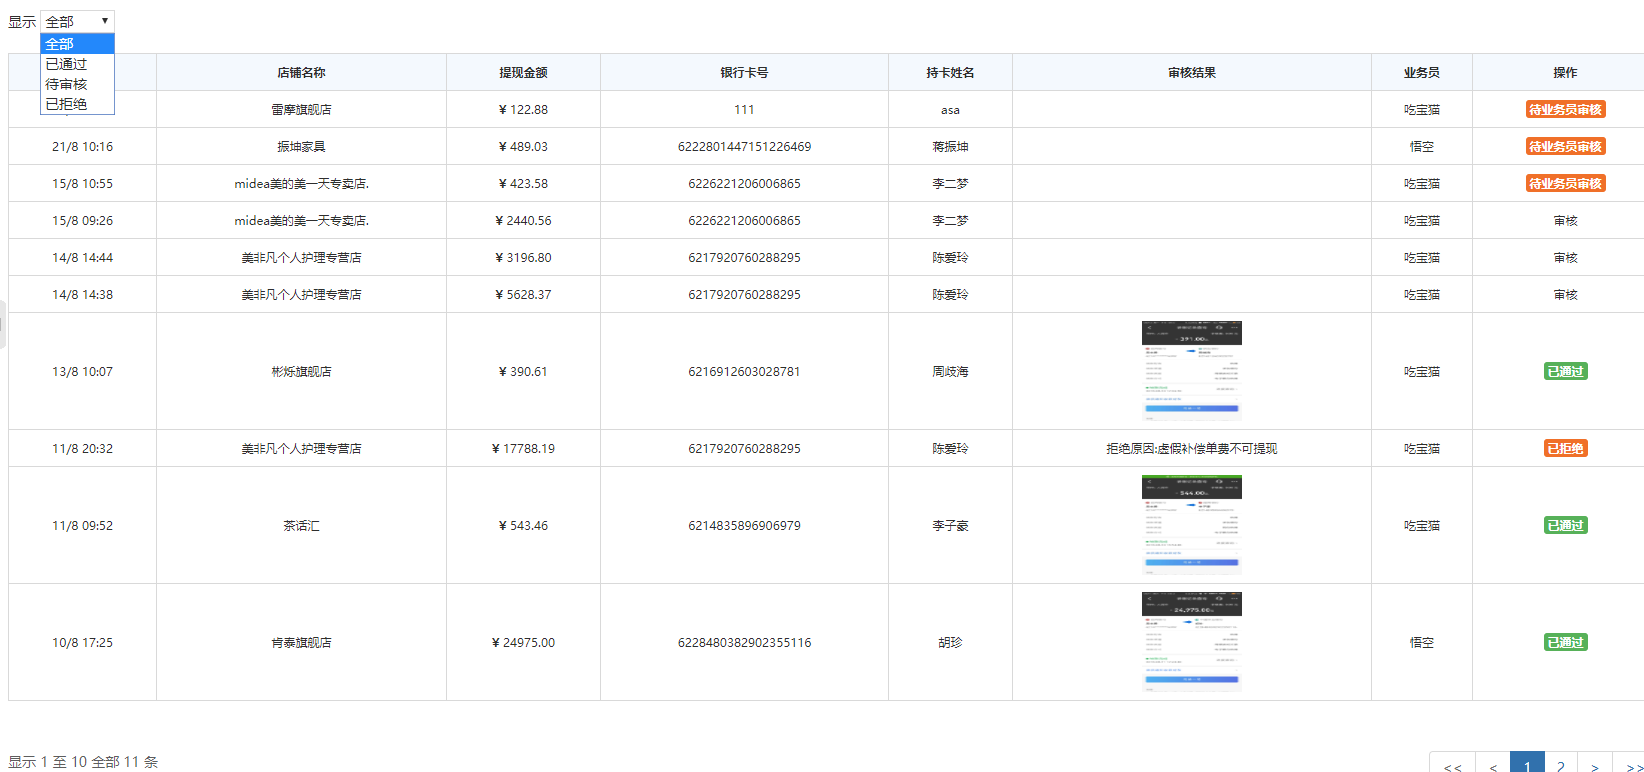 显示 全部
全部
已通过
待审核
已拒绝
店铺名称 提现金额 银行卡号 持卡姓名 审核结果 业务员 操作
雷摩旗舰店 ¥ 122.88 111 asa 吃宝猫 待业务员审核
21/8 10:16 振坤家具 ¥ 489.03 6222801447151226469 蒋振坤 悟空 待业务员审核
15/8 10:55 midea美的美一天专卖店. ¥ 423.58 6226221206006865 李二梦 吃宝猫 待业务员审核
15/8 09:26 midea美的美一天专卖店. ¥ 2440.56 6226221206006865 李二梦 吃宝猫 审核
14/8 14:44 美非凡个人护理专营店 ¥ 3196.80 6217920760288295 陈爱玲 吃宝猫 审核
14/8 14:38 美非凡个人护理专营店 ¥ 5628.37 6217920760288295 陈爱玲 吃宝猫 审核
13/8 10:07 彬烁旗舰店 ¥ 390.61 6216912603028781 周歧海 391.00 吃宝猫 已通过
11/8 20:32 美非凡个人护理专营店 ¥ 17788.19 6217920760288295 陈爱玲 拒绝原因:虚假补偿单费不可提现 吃宝猫 已拒绝
11/8 09:52 茶话汇 ¥ 543.46 6214835896906979 李子豪 544.00 吃宝猫 已通过
10/8 17:25 肯泰旗舰店 ¥ 24975.00 6228480382902355116 胡珍 24,975.00 悟空 已通过
显示 1 至 10 全部 11 条
<< < 1 2 > >>